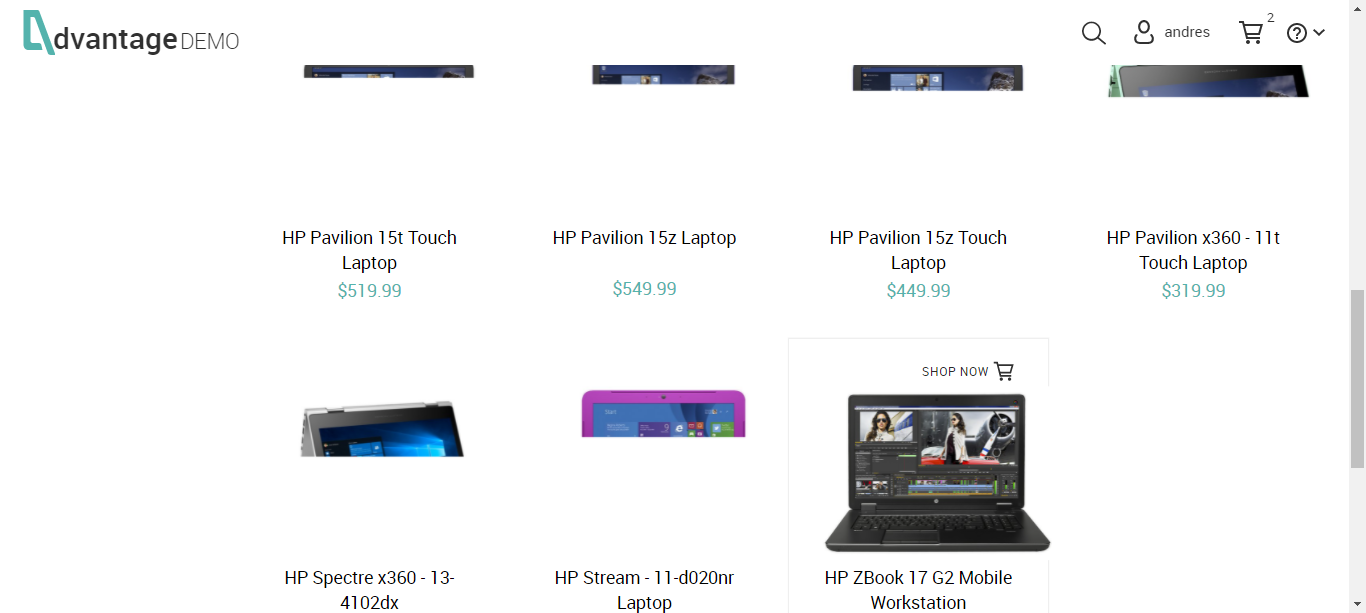 dvantage DEMO
andres
2
HP Pavilion 15t Touch
Laptop
$519.99
HP Pavilion 15z Laptop
$549.99
HP Pavilion 15z Touch
Laptop
$449.99
HP Pavilion x360 - 11t
Touch Laptop
$319.99
SHOP NOW
Start
HP Spectre x360 - 13-
4102dx
HP Stream - 11-d020nr
Laptop
HP ZBook 17 G2 Mobile
Workstation